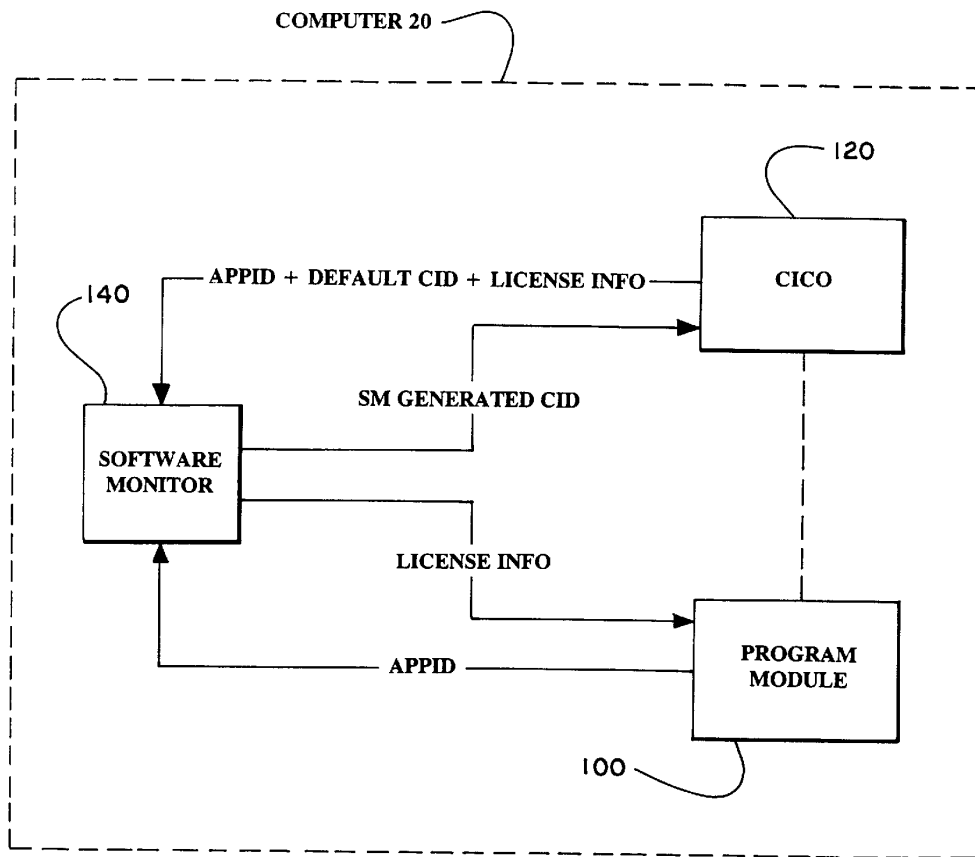 COMPUTER 20
120
CICO
APPID + DEFAULT CID + LICENSE INFO
140
SM GENERATED CID
SOFTWARE
MONITOR
LICENSE INFO
PROGRAM
MODULE
APPID
100